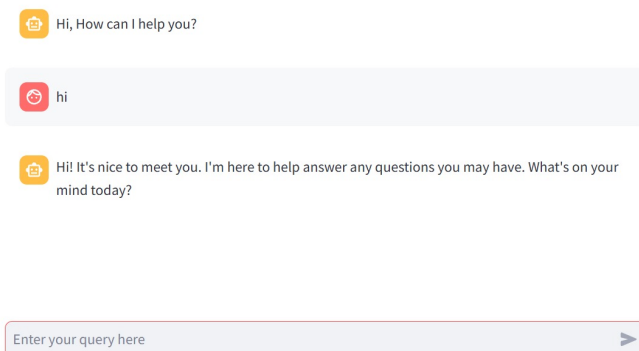 Hi, How can I help you?
hi
Hi! It's nice to meet you. I'm here to help answer any questions you may have. What's on your
mind today?
Enter your query here